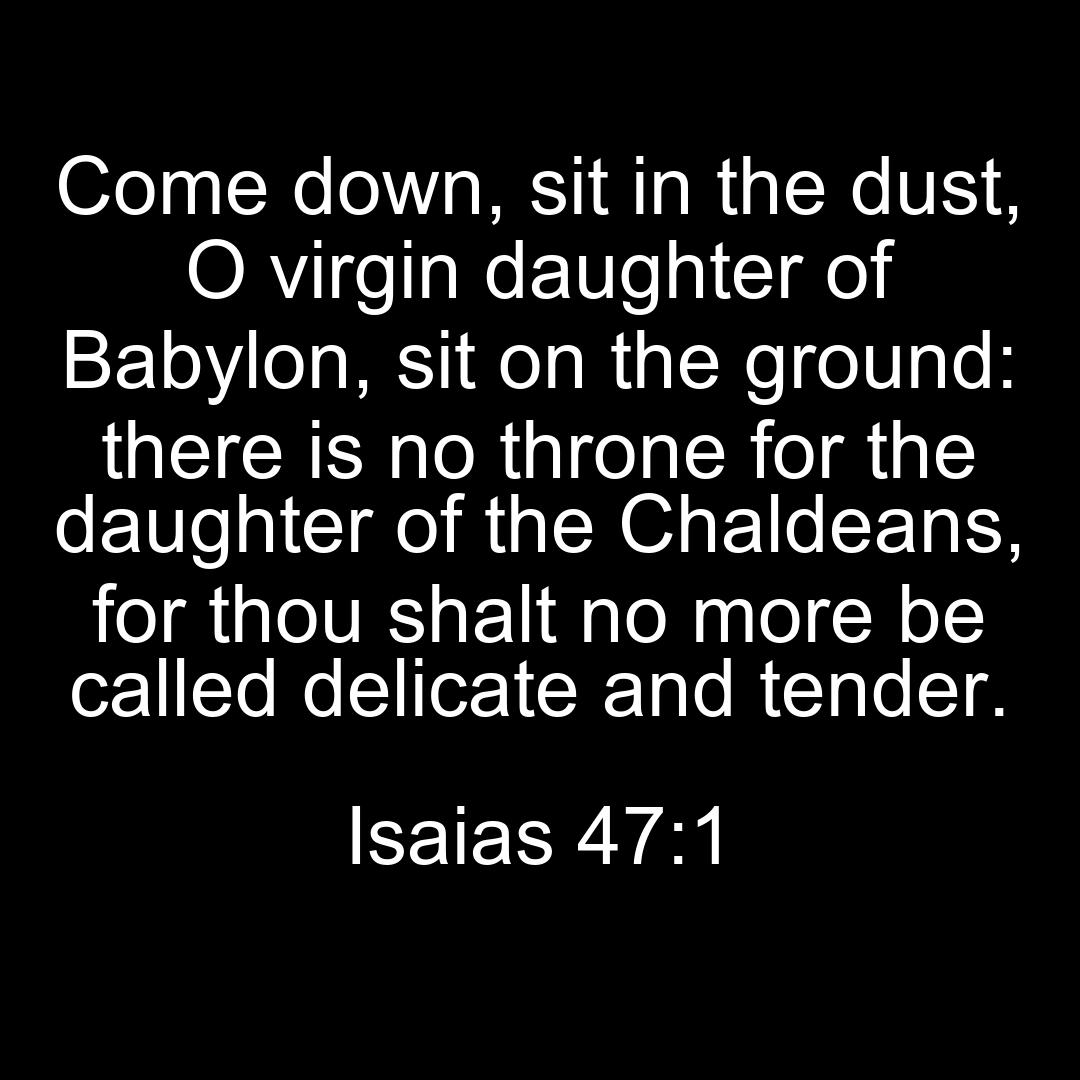 Come down, sit in the dust,
O virgin daughter of
Babylon, sit on the ground:
there is no throne for the
daughter of the Chaldeans,
for thou shalt no more be
called delicate and tender.
Isaias 47:1